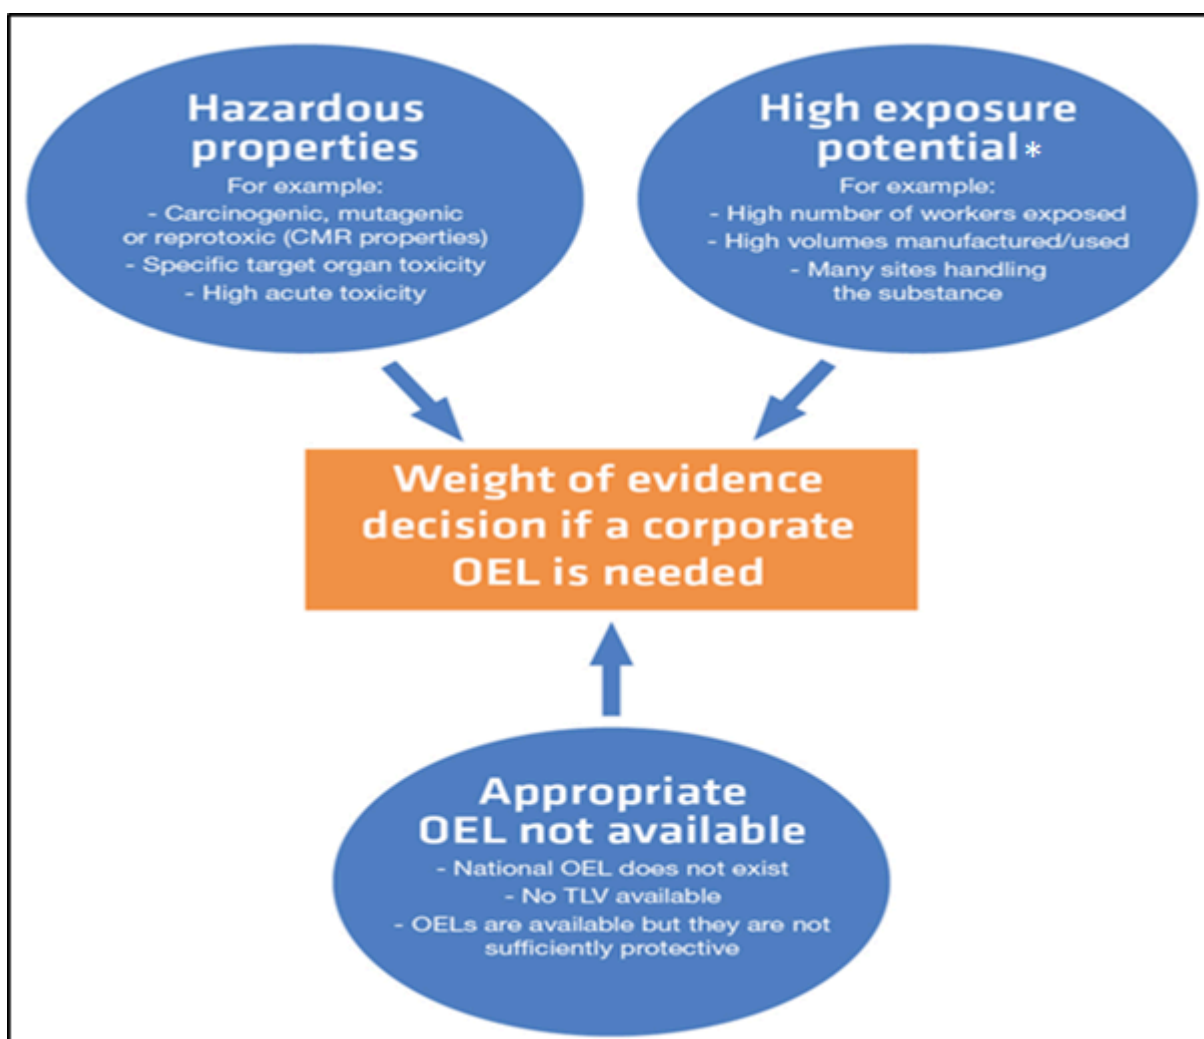 Hazardous
properties
For example:
- Carcinogenic, mutagenic
or reprotoxic (CMR properties)
- Specific target organ toxicity
- High acute toxicity
High exposure
potential*
For example:
- High number of workers exposed
- High volumes manufactured/used
- Many sites handling
the substance
Weight of evidence
decision if a corporate
OEL is needed
Appropriate
OEL not available
- National OEL does not exist
- No TLV available
- OELs are available but they are not
sufficiently protective